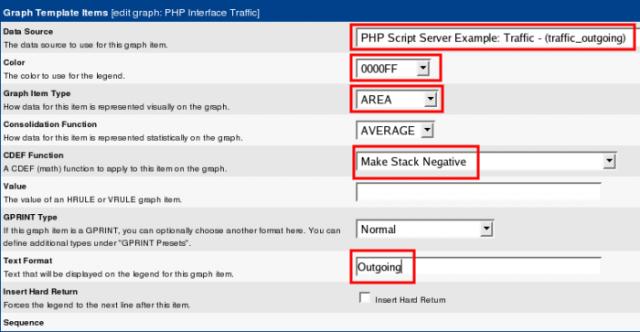 Graph Template Items [edit graph: PHP Interface Traffic]
Data Source
The data source to use for this graph item.
PHP Script Server Example: Traffic - (traffic_outgoing)
Color
The color to use for the legend.
0000FF
Graph Item Type
How data for this item is represented visually on the graph.
AREA
Consolidation Function
How data for this item is represented statistically on the graph.
AVERAGE
CDEF Function
A CDEF (math) function to apply to this item on the graph.
Make Stack Negative
Value
The value of an HRULE or VRULE graph item.
GPRINT Type
If this graph item is a GPRINT, you can optionally choose another format here. You can
define additional types under "GPRINT Presets".
Normal
Text Format
Text that will be displayed on the legend for this graph item.
Outgoing
Insert Hard Return
Forces the legend to the next line after this item.
Insert Hard Return
Sequence